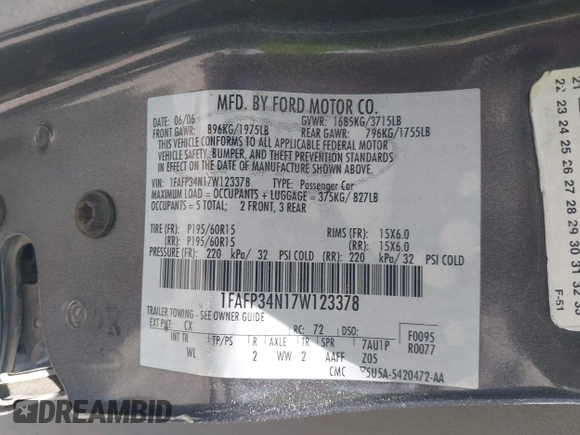 MFD. BY FORD MOTOR CO.
DATE: 06/06 GVWR: 1685KG/3715LB
FRONT GAWR: 896KG/1975LB REAR GAWR: 796KG/1755LB
THIS VEHICLE CONFORMS TO ALL APPLICABLE FEDERAL MOTOR
VEHICLE SAFETY, BUMPER, AND THEFT PREVENTION STANDARDS
IN EFFECT ON THE DATE OF MANUFACTURE SHOWN ABOVE.
VIN: 1FAFP34N17W123378 TYPE: Passenger Car
MAXIMUM LOAD = OCCUPANTS + LUGGAGE = 375KG/ 827LB
OCCUPANTS = 5 TOTAL; 2 FRONT, 3 REAR
TIRE (FR): P195/60R15 RIMS (FR): 15X6.0
(RR): P195/60R15 (RR): 15X6.0
PRESSURE (FR): 220 kPa/ 32 PSI COLD (RR): 220 kPa/ 32 PSI COLD
1FAFP34N17W123378
TRAILER TOWING - SEE OWNER GUIDE
EXT PNT: CX RC: 72 DSO: F0095
INT TR TP/PS R AXLE TR SPR 7AU1P R0077
WL 2 WW 2 AAFF Z05
CMC 5U5A-5420472-AA
21 22 23 24 25 26 27 28 29 30 31 32 33
F-51
DREAMBID